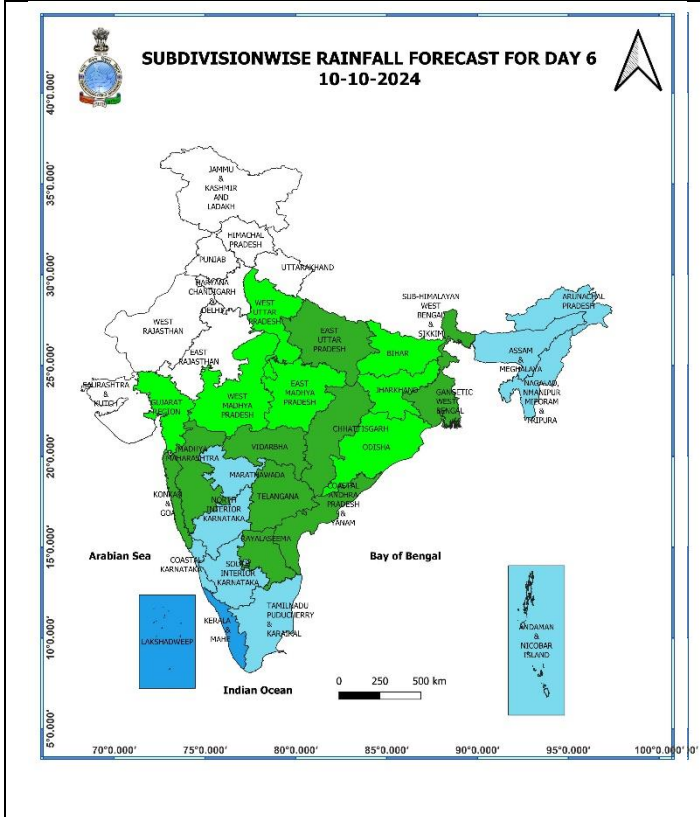 SUBDIVISIONWISE RAINFALL FORECAST FOR DAY 6
10-10-2024
40°0.000'
35°0.000'
30°0.000'
25°0.000'
20°0.000'
15°0.000'
10°0.000'
5°0.000'
JAMMU
&
KASHMIR
AND
LADAKH
HIMACHAL
PRADESH
PUNJAB
UTTARAKHAND
HARYANA
CHANDIGARH
&
DELHI
WEST
RAJASTHAN
EAST
RAJASTHAN
WEST
UTTAR
PRADESH
EAST
UTTAR
PRADESH
SUB-HIMALAYAN
WEST
BENGAL
&
SIKKIM
ARUNACHAL
PRADESH
ASSAM
&
MEGHALAYA
NAGALAD,
NMANIPUR
MIZORAM
&
TRIPURA
BIHAR
JHARKHAND
GANGETIC
WEST
BENGAL
SAURASHTRA
&
KUTCH
GUJARAT
REGION
WEST
MADHYA
PRADESH
EAST
MADHYA
PRADESH
CHHATTISGARH
ODISHA
MADHYA
MAHARASHTRA
VIDARBHA
MARATHAWADA
KONKAN
&
GOA
NORTH
INTERIOR
KARNATAKA
TELANGANA
COASTAL
ANDHRA
PRADESH
&
YANAM
RAYALASEEMA
COASTAL
KARNATAKA
SOUTH
INTERIOR
KARNATAKA
TAMILNADU
PUDUCHERRY
&
KARAIKAL
KERALA
&
MAHE
LAKSHADWEEP
ANDAMAN
&
NICOBAR
ISLAND
Arabian Sea
Bay of Bengal
Indian Ocean
0 250 500 km
70°0.000' 75°0.000' 80°0.000' 85°0.000' 90°0.000' 95°0.000' 100°0.000'